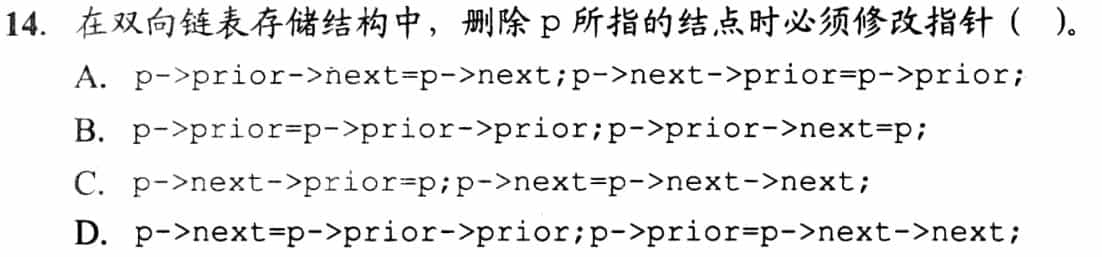 14. 在双向链表存储结构中，删除 p 所指的结点时必须修改指针（ ）。
A. p->prior->next=p->next;p->next->prior=p->prior;
B. p->prior=p->prior->prior;p->prior->next=p;
C. p->next->prior=p;p->next=p->next->next;
D. p->next=p->prior->prior;p->prior=p->next->next;